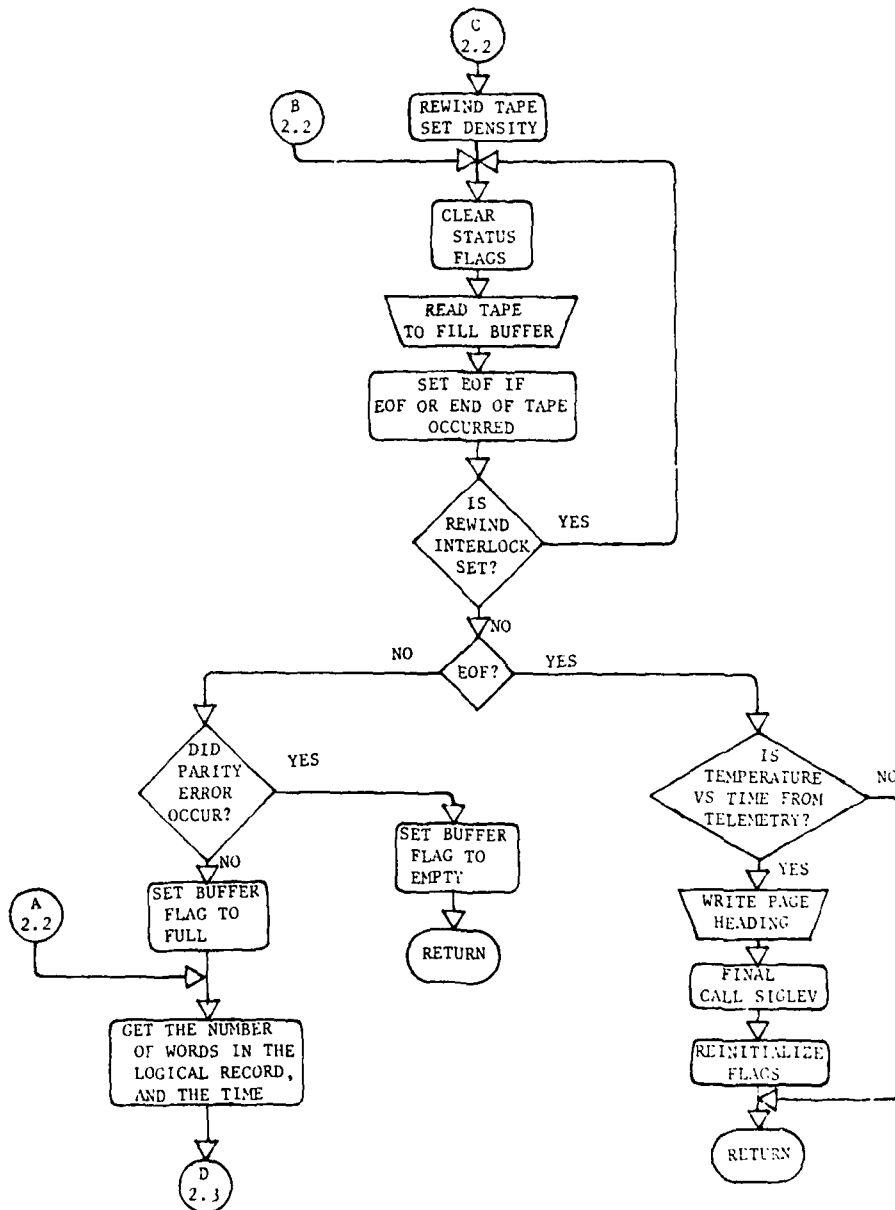 C
2.2
REWIND TAPE
SET DENSITY
B
2.2
CLEAR
STATUS
FLAGS
READ TAPE
TO FILL BUFFER
SET EOF IF
EOF OR END OF TAPE
OCCURRED
IS
REWIND
INTERLOCK
SET?
YES
NO
EOF?
NO
YES
DID
PARITY
ERROR
OCCUR?
YES
NO
SET BUFFER
FLAG TO
EMPTY
RETURN
IS
TEMPERATURE
VS TIME FROM
TELEMETRY?
NO
YES
WRITE PAGE
HEADING
FINAL
CALL SIGLEV
REINITIALIZE
FLAGS
RETURN
SET BUFFER
FLAG TO
FULL
A
2.2
GET THE NUMBER
OF WORDS IN THE
LOGICAL RECORD,
AND THE TIME
D
2.3